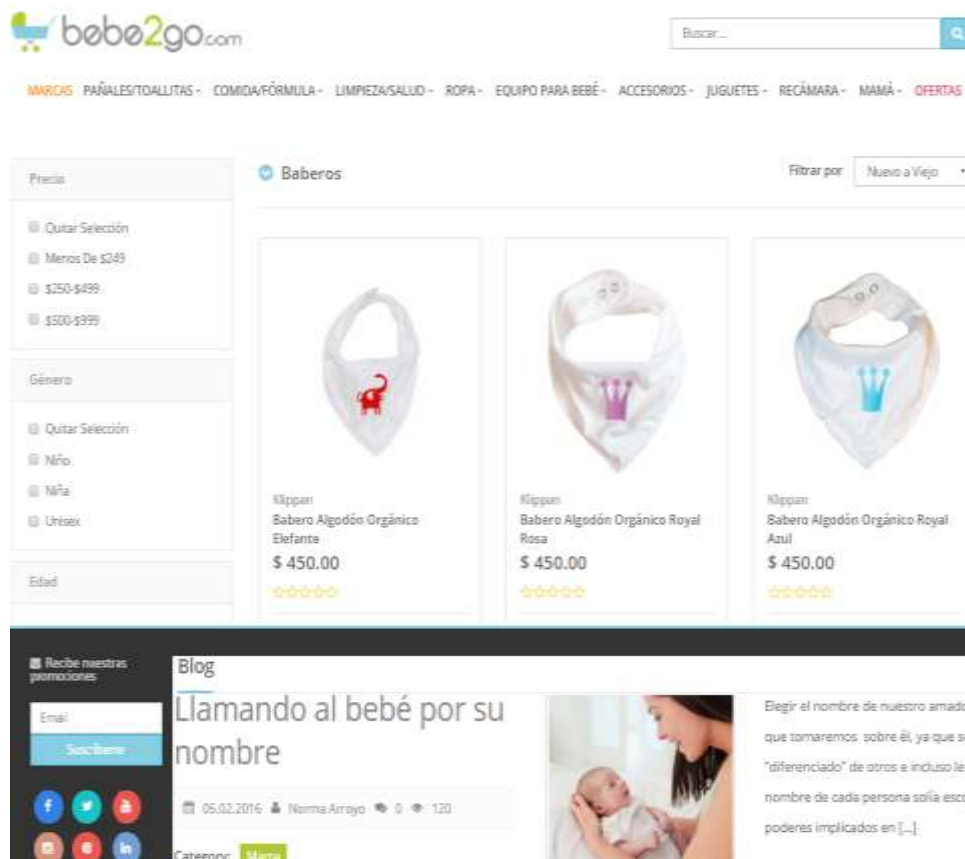 bebe2go.com
Buscar ...
MARCAS PAÑALES/TOALLITAS COMIDA/FÓRMULA LIMPIEZA/SALUD ROPA EQUIPO PARA BEBÉ ACCESORIOS JUGUETES RECÁMARA MAMÁ OFERTAS
Precio
Quitar Selección
Menos De $249
$250-$499
$500-$999
Género
Quitar Selección
Niño
Niña
Unisex
Edad
Baberos
Filtrar por Nuevo a Viejo
Klippan
Babero Algodón Orgánico
Elefante
$ 450.00
Klippan
Babero Algodón Orgánico Royal
Rosa
$ 450.00
Klippan
Babero Algodón Orgánico Royal
Azul
$ 450.00
Recibe nuestras
promociones
Email
Suscríbeme
Blog
Llamando al bebé por su
nombre
05.02.2016 Norma Arroyo 0 120
Category:
Elegir el nombre de nuestro amado
que tomaremos sobre él, ya que
"diferenciado" de otros e incluso le
nombre de cada persona solía
poderes implicados en [...]